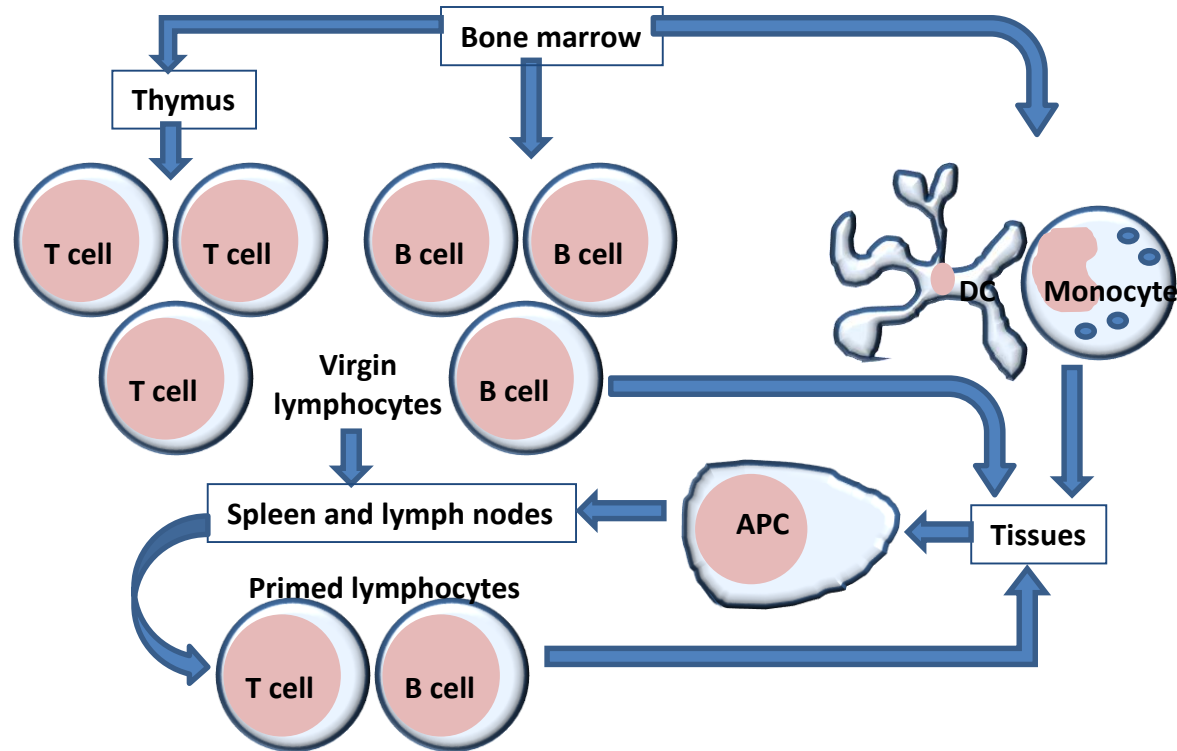 Bone marrow
Thymus
T cell
T cell
B cell
B cell
DC
Monocyte
T cell
Virgin
lymphocytes
B cell
Spleen and lymph nodes
APC
Tissues
Primed lymphocytes
T cell
B cell